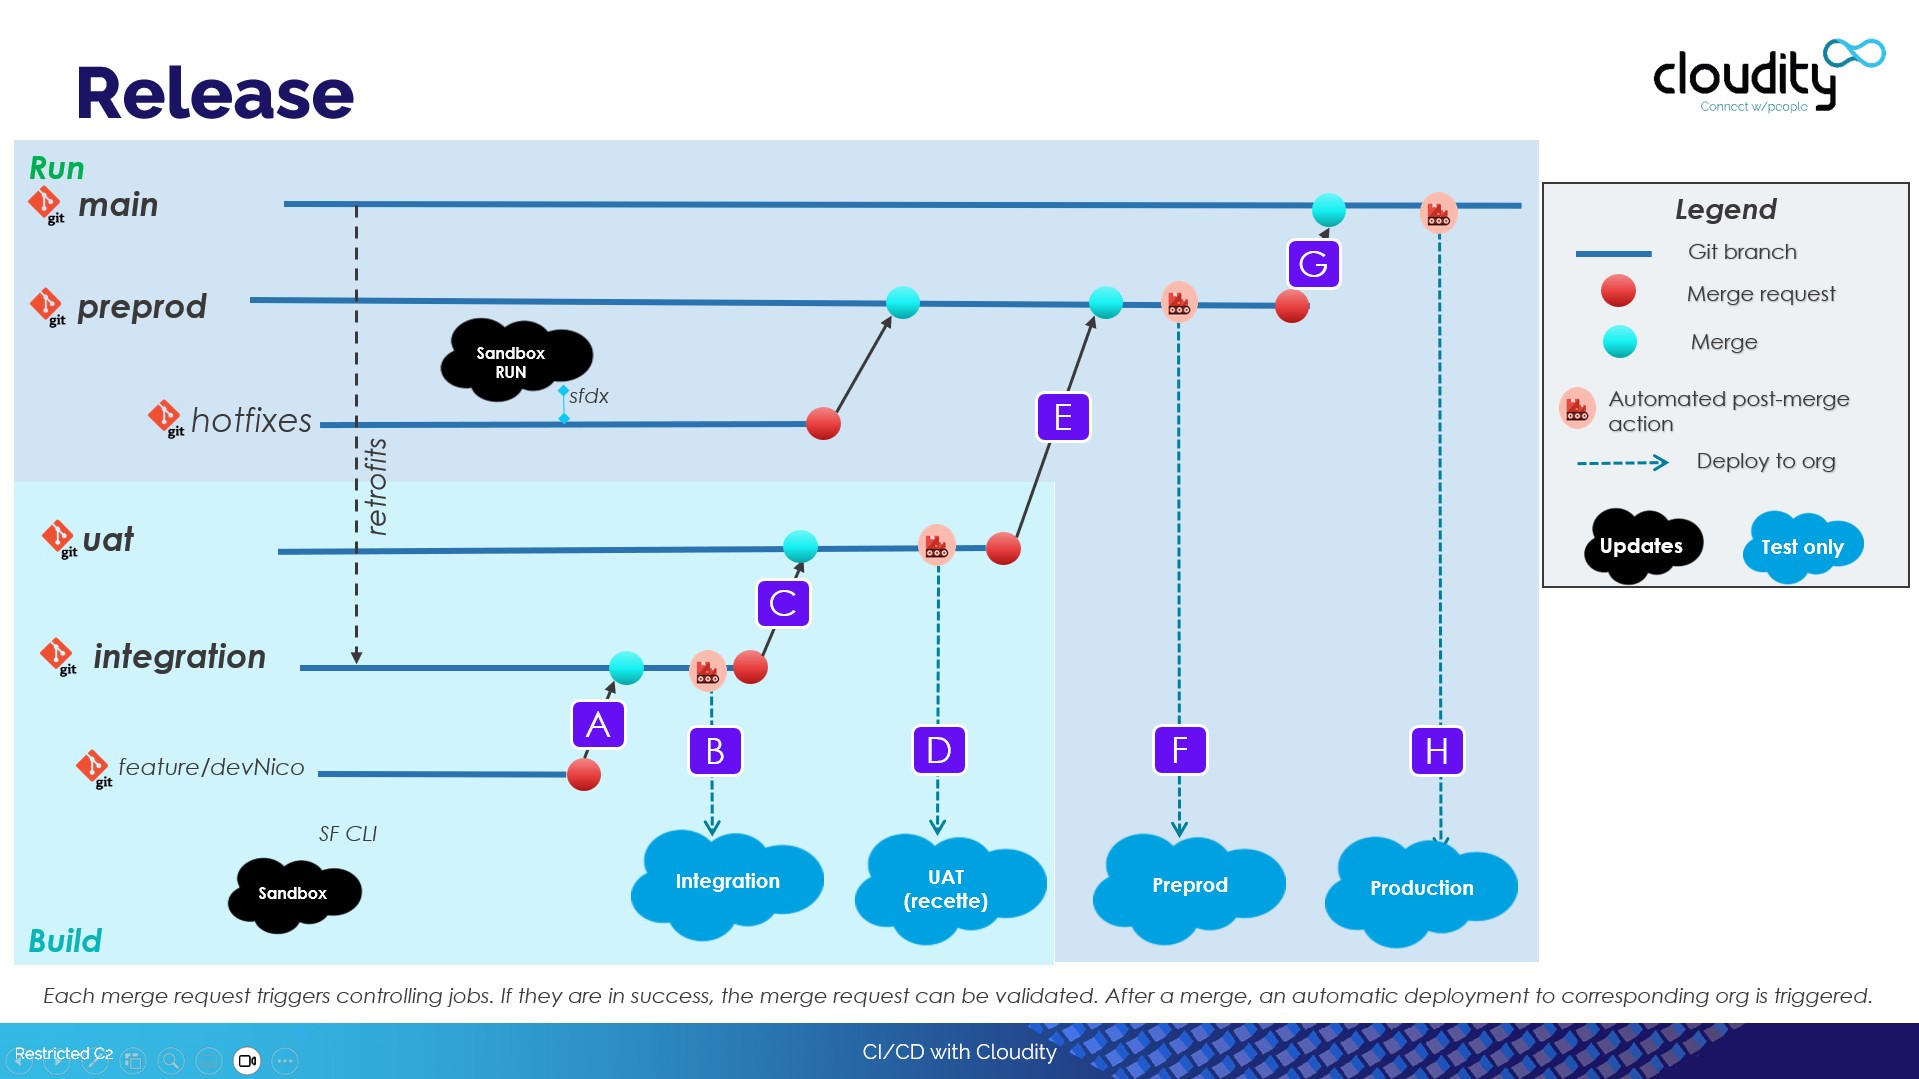 Release
cloudity
Connect w/people
Run
git main
git preprod
Sandbox
RUN
sfdx
git hotfixes
retrofits
git uat
git integration
git feature/devNico
SF CLI
Sandbox
Build
A
B
C
D
E
F
G
H
Integration
UAT
(recette)
Preprod
Production
Legend
Git branch
Merge request
Merge
Automated post-merge
action
Deploy to org
Updates
Test only
Each merge request triggers controlling jobs. If they are in success, the merge request can be validated. After a merge, an automatic deployment to corresponding org is triggered.
Restricted C2
CI/CD with Cloudity